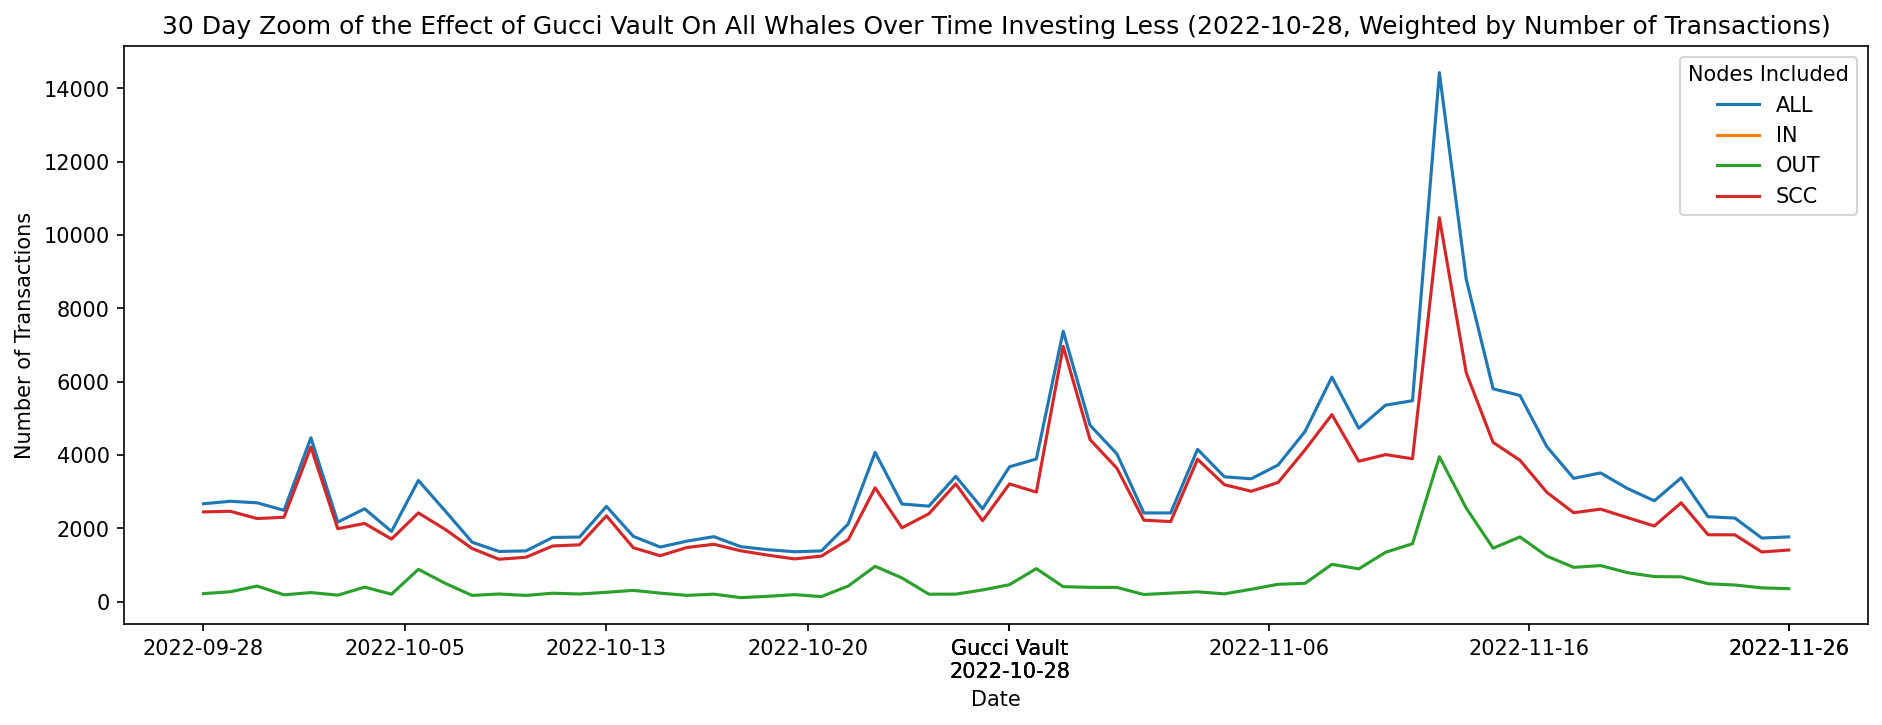 30 Day Zoom of the Effect of Gucci Vault On All Whales Over Time Investing Less (2022-10-28, Weighted by Number of Transactions)
Nodes Included
ALL
IN
OUT
SCC
Number of Transactions
14000
12000
10000
8000
6000
4000
2000
0
2022-09-28
2022-10-05
2022-10-13
2022-10-20
Gucci Vault
2022-10-28
2022-11-06
2022-11-16
2022-11-26
Date